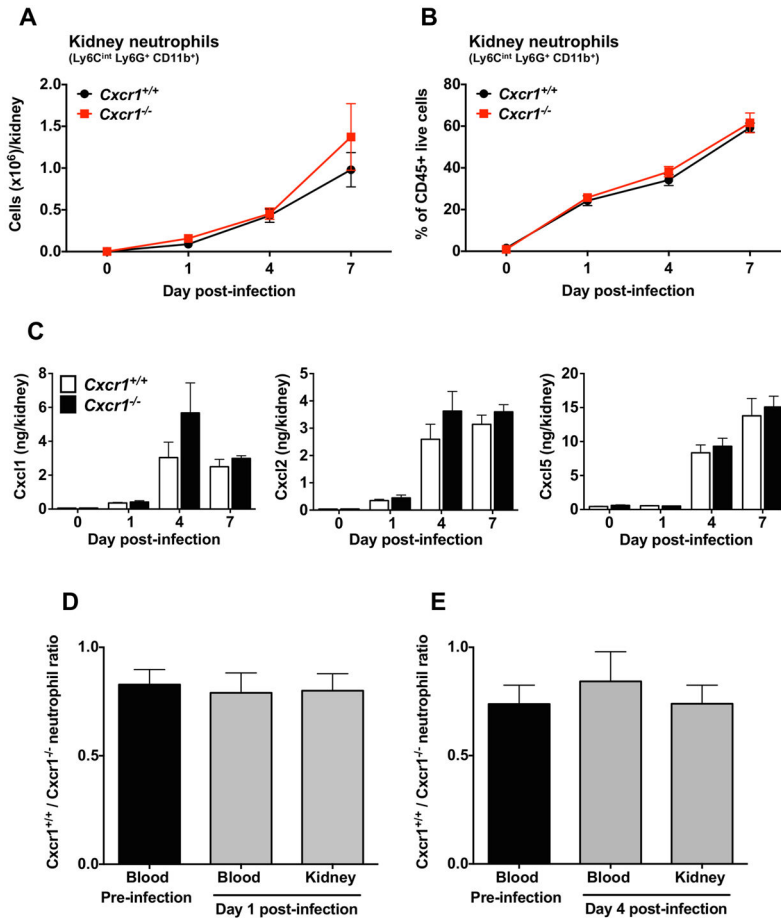 A
Kidney neutrophils
(Ly6Cint Ly6G+ CD11b+)
Cxcr1+/+
Cxcr1-/-
Cells (x10⁶)/kidney
2.0
1.5
1.0
0.5
0.0
0 1 4 7
Day post-infection
B
Kidney neutrophils
(Ly6Cint Ly6G+ CD11b+)
Cxcr1+/+
Cxcr1-/-
% of CD45+ live cells
80
60
40
20
0
0 1 4 7
Day post-infection
C
Cxcr1+/+
Cxcr1-/-
Cxcl1 (ng/kidney)
8
6
4
2
0
0 1 4 7
Day post-infection
Cxcl2 (ng/kidney)
5
4
3
2
1
0
0 1 4 7
Day post-infection
Cxcl5 (ng/kidney)
20
15
10
5
0
0 1 4 7
Day post-infection
D
Cxcr1+/+ / Cxcr1-/- neutrophil ratio
1.0
0.5
0.0
Blood Blood Kidney
Pre-infection Day 1 post-infection
E
Cxcr1+/+ / Cxcr1-/- neutrophil ratio
1.0
0.5
0.0
Blood Blood Kidney
Pre-infection Day 4 post-infection